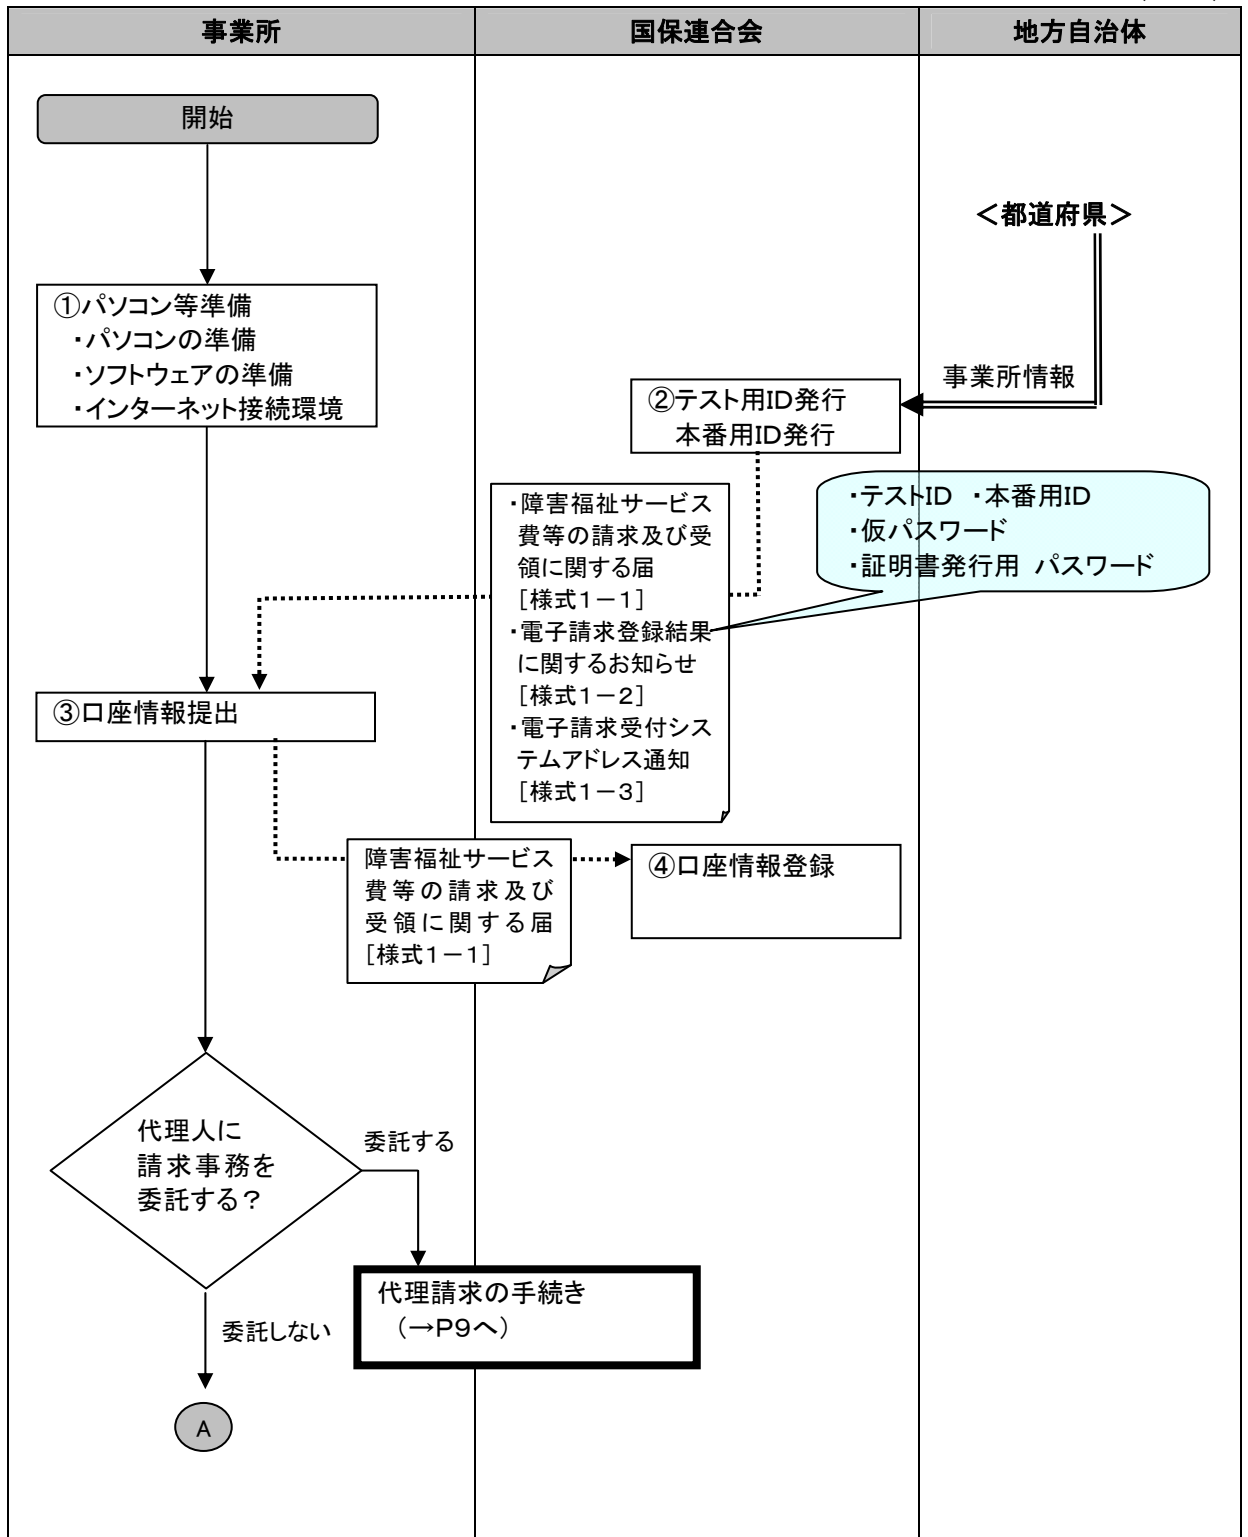 事業所
国保連合会
地方自治体
開始
＜都道府県＞
①パソコン等準備
・パソコンの準備
・ソフトウェアの準備
・インターネット接続環境
事業所情報
②テスト用ID発行
本番用ID発行
・障害福祉サービス
費等の請求及び受
領に関する届
［様式１－１］
・電子請求登録結果
に関するお知らせ
［様式１－２］
・電子請求受付シス
テムアドレス通知
［様式１－３］
・テストID ・本番用ID
・仮パスワード
・証明書発行用 パスワード
③口座情報提出
障害福祉サービス
費等の請求及び
受領に関する届
［様式１－１］
④口座情報登録
代理人に
請求事務を
委託する？
委託する
代理請求の手続き
（→P９へ）
委託しない
A